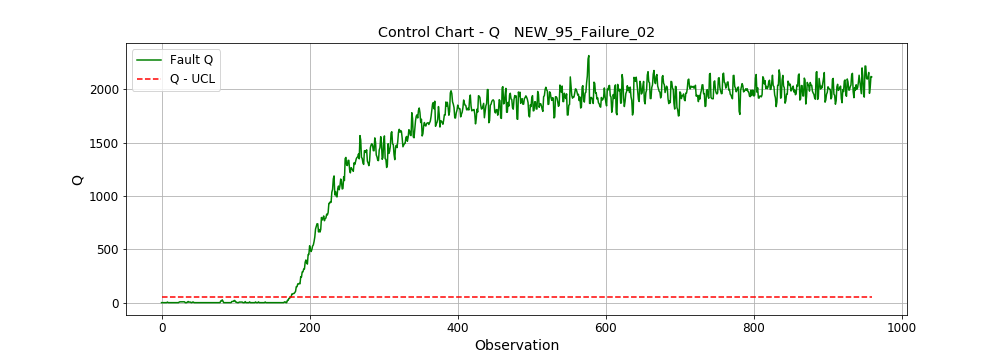 Control Chart - Q   NEW_95_Failure_02
Fault Q
Q - UCL
Q
2000
1500
1000
500
0
0 200 400 600 800 1000
Observation